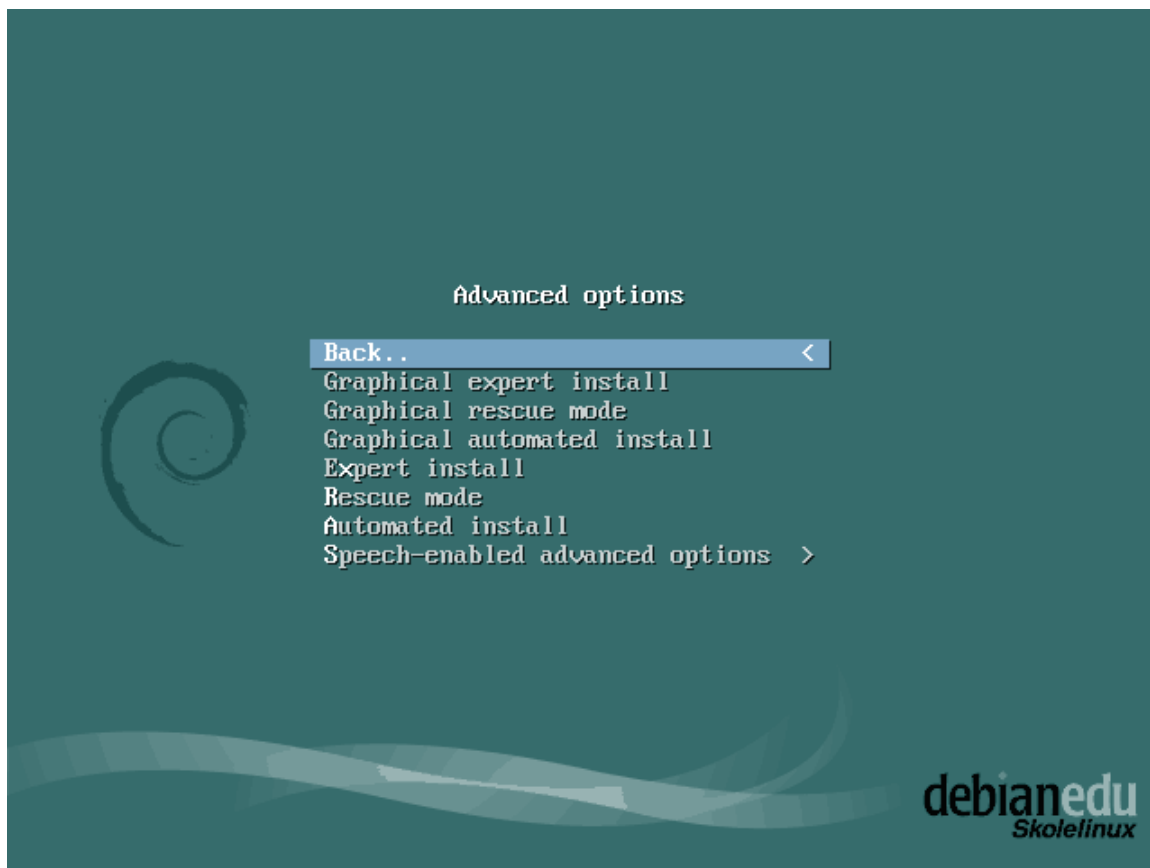 Advanced options
Back.. <
Graphical expert install
Graphical rescue mode
Graphical automated install
Expert install
Rescue mode
Automated install
Speech-enabled advanced options >
debianedu
Skolelinux